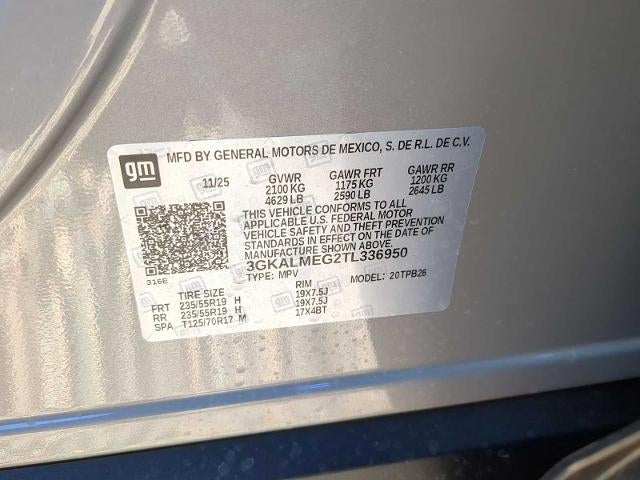 gm
MFD BY GENERAL MOTORS DE MEXICO, S. DE R.L. DE C.V.
11/25 GVWR GAWR FRT GAWR RR
2100 KG 1175 KG 1200 KG
4629 LB 2590 LB 2645 LB
THIS VEHICLE CONFORMS TO ALL
APPLICABLE U.S. FEDERAL MOTOR
VEHICLE SAFETY AND THEFT PREVENTION
STANDARDS IN EFFECT ON THE DATE OF
MANUFACTURE SHOWN ABOVE.
3GKALMEG2TL336950
316E TYPE: MPV MODEL: 20TPB26
TIRE SIZE RIM
FRT 235/55R19 H 19X7.5J
RR 235/55R19 H 19X7.5J
SPA T125/70R17 M 17X4BT